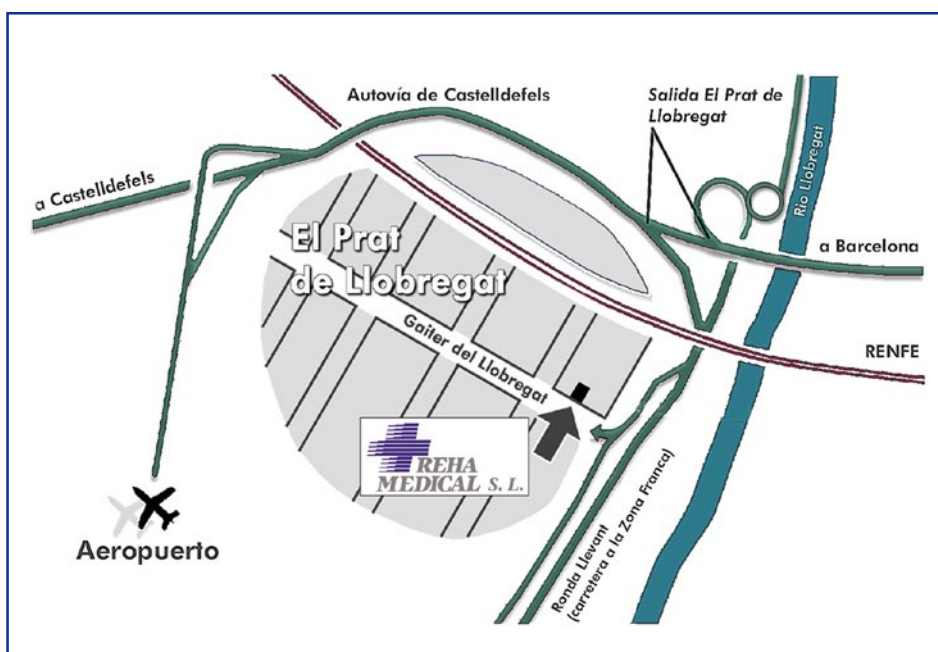 Autovía de Castelldefels
Salida El Prat de
Llobregat
a Castelldefels
Rio Llobregat
El Prat
de Llobregat
a Barcelona
Gaiter del Llobregat
RENFE
REHA
MEDICAL S. L.
Aeropuerto
Ronda Llevant
(carretera a la Zona Franca)